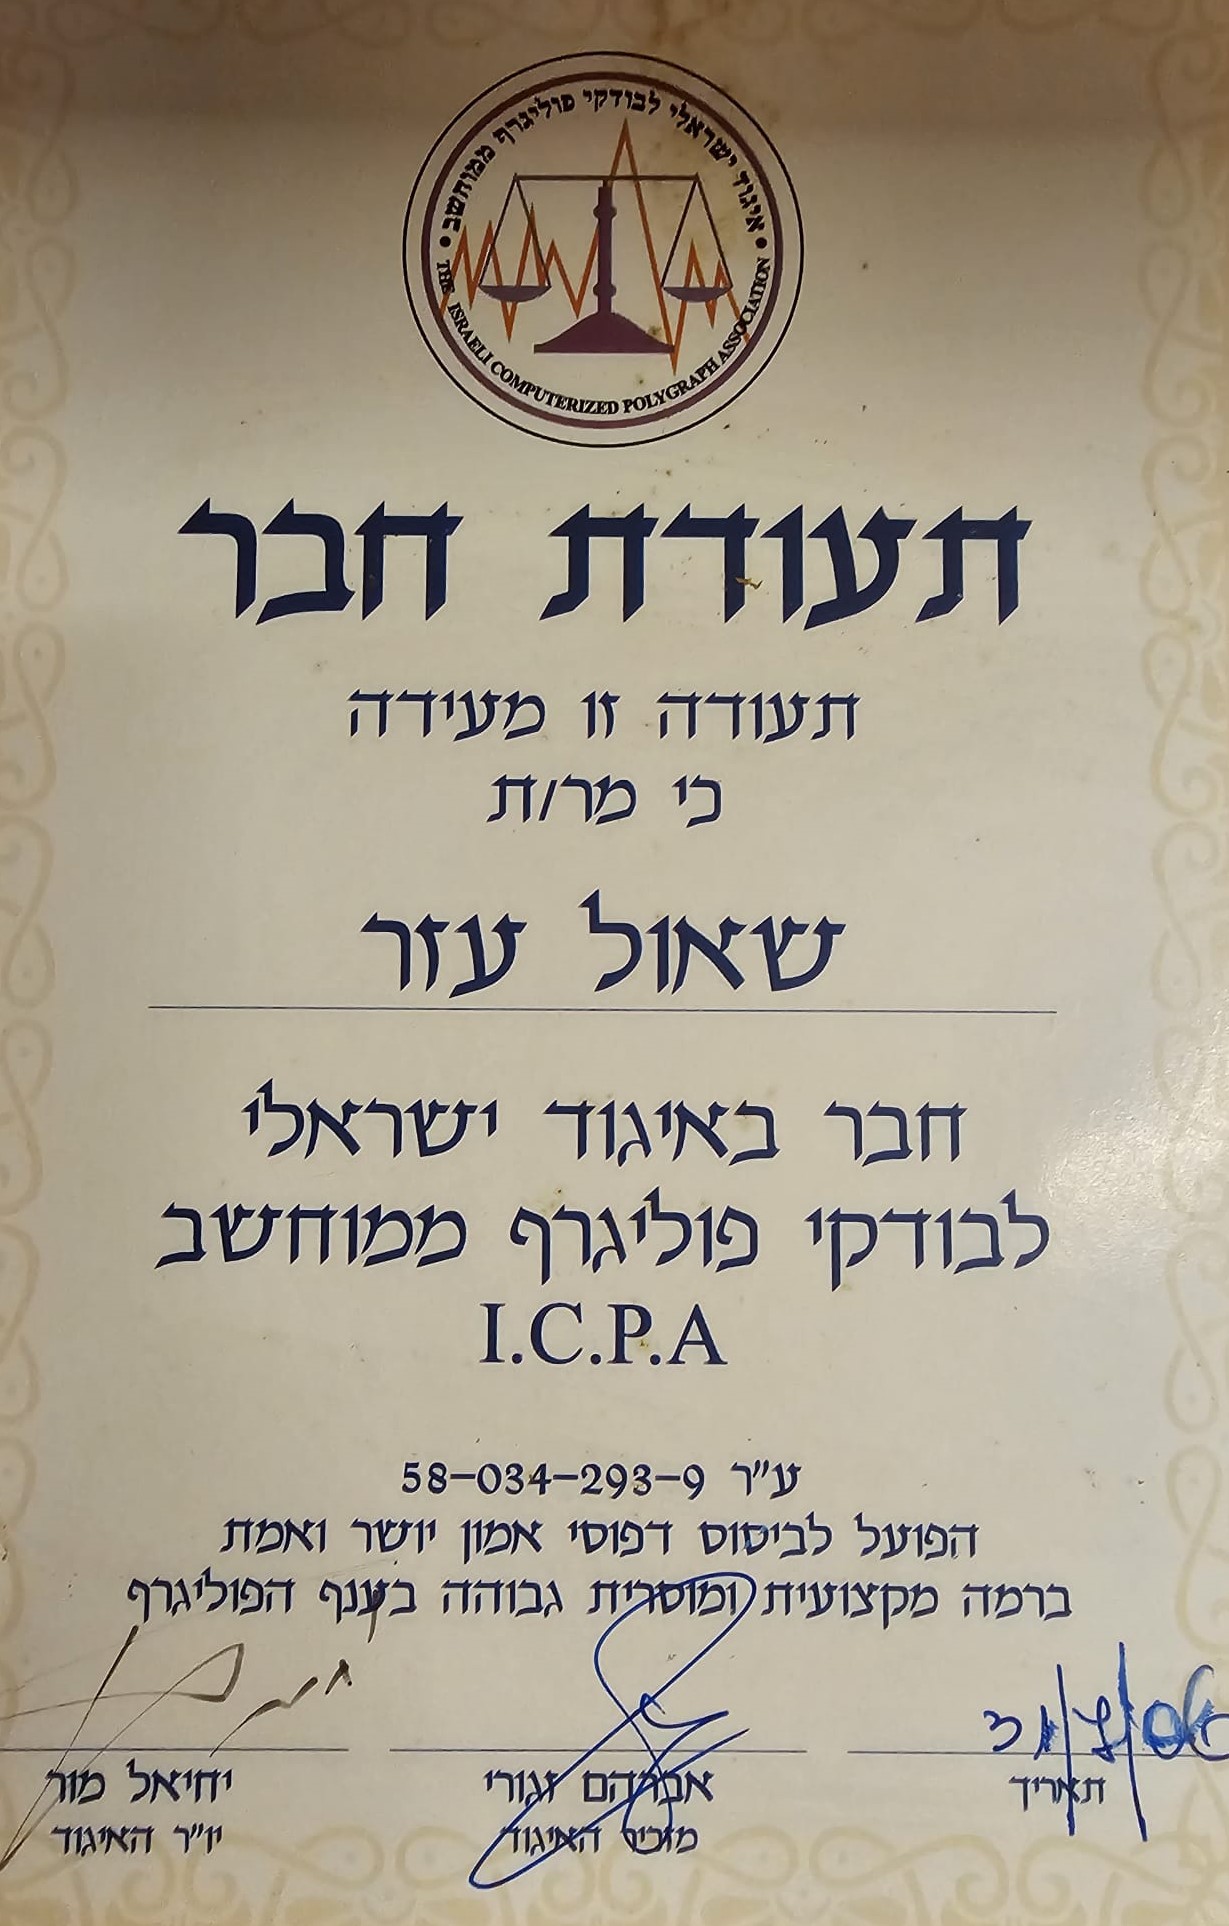 איגוד ישראלי לבודקי פוליגרף ממוחשב
THE ISRAELI COMPUTERIZED POLYGRAPH ASSOCIATION
תעודת חבר
תעודה זו מעידה
כי מר/ת
שאול עזר
חבר באיגוד ישראלי
לבודקי פוליגרף ממוחשב
I.C.P.A
ע"ר 58-034-293-9
הפועל לביסוס דפוסי אמון יושר ואמת
ברמה מקצועית ומוסרית גבוהה בענף הפוליגרף
תאריך
אברהם זגורי
מזכיר האיגוד
יחיאל מור
יו"ר האיגוד